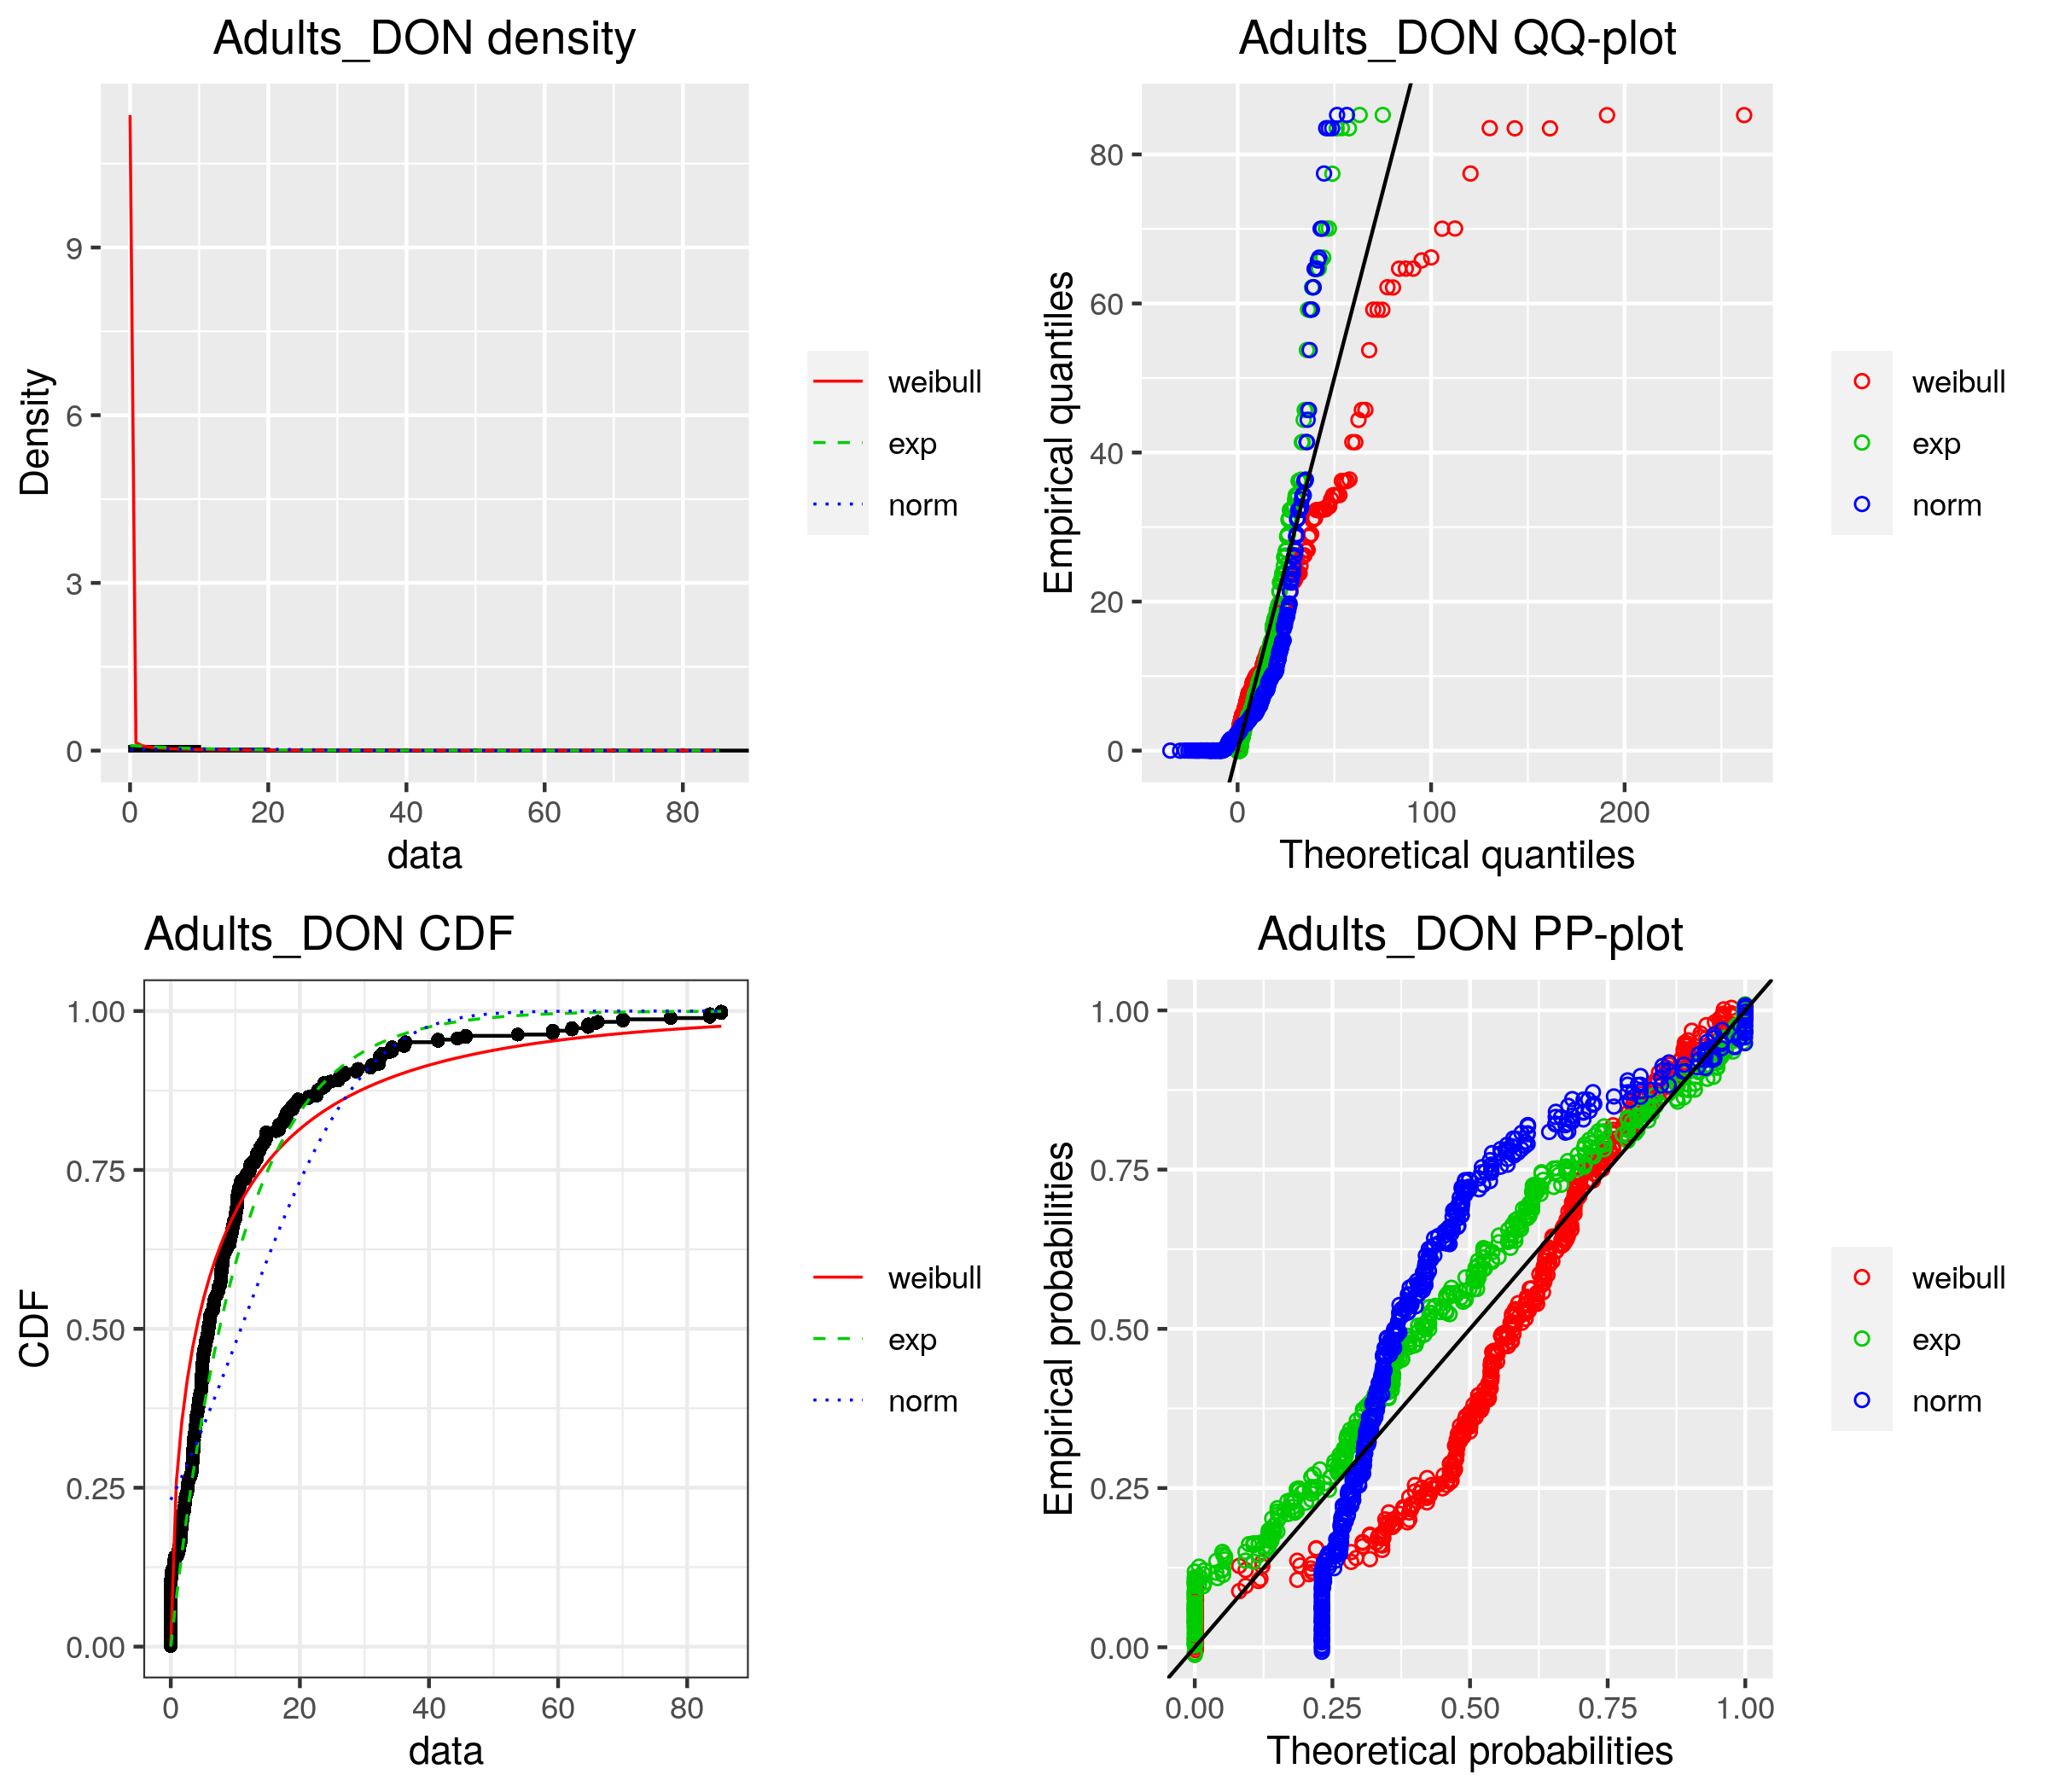 Adults_DON density
Density
9
6
3
0
0 20 40 60 80
data
weibull
exp
norm
Adults_DON QQ-plot
Empirical quantiles
80
60
40
20
0
0 100 200
Theoretical quantiles
weibull
exp
norm
Adults_DON CDF
CDF
1.00
0.75
0.50
0.25
0.00
0 20 40 60 80
data
weibull
exp
norm
Adults_DON PP-plot
Empirical probabilities
1.00
0.75
0.50
0.25
0.00
0.00 0.25 0.50 0.75 1.00
Theoretical probabilities
weibull
exp
norm